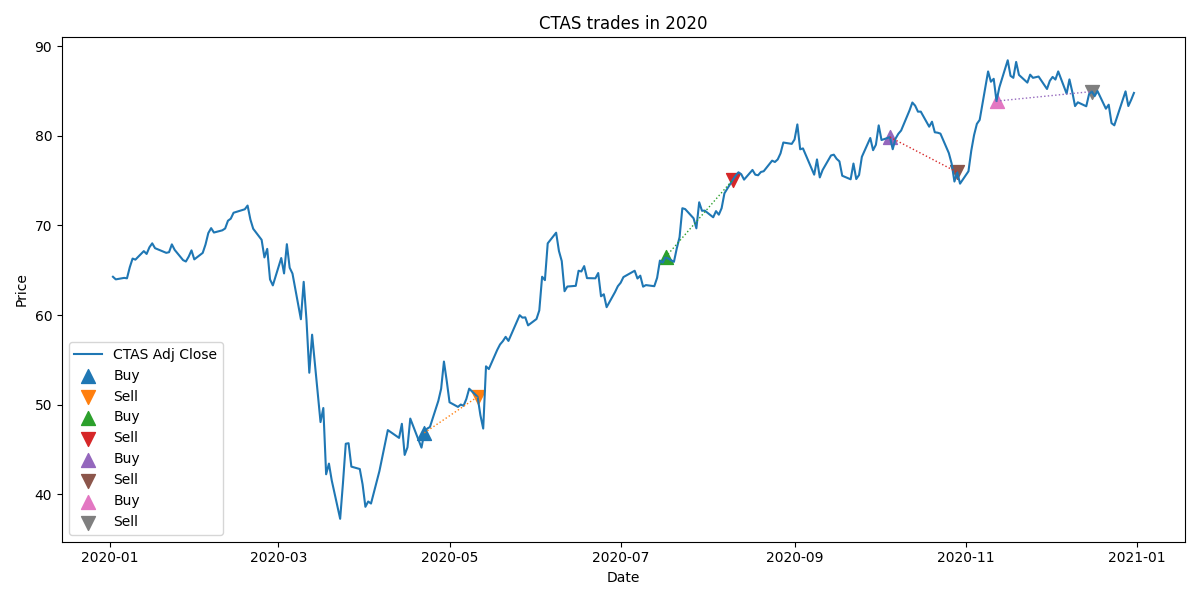 CTAS trades in 2020
90
80
70
60
50
40
Price
CTAS Adj Close
Buy
Sell
Buy
Sell
Buy
Sell
Buy
Sell
2020-01
2020-03
2020-05
2020-07
2020-09
2020-11
2021-01
Date